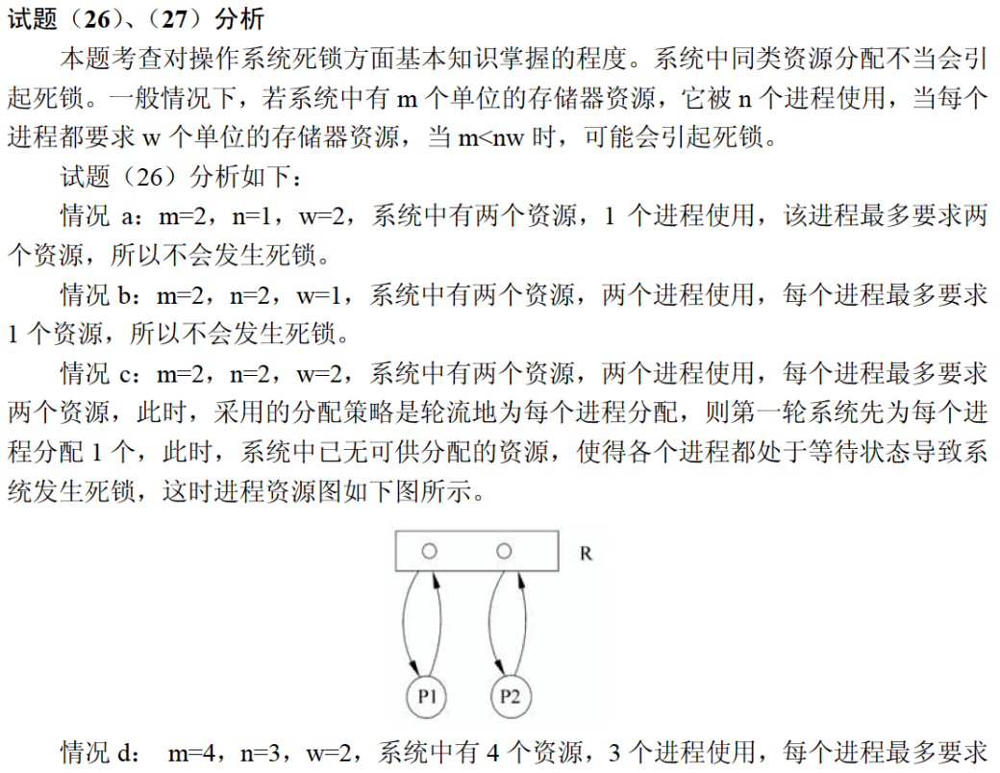 试题（26）、（27）分析
本题考查对操作系统死锁方面基本知识掌握的程度。系统中同类资源分配不当会引
起死锁。一般情况下，若系统中有 m 个单位的存储器资源，它被 n 个进程使用，当每个
进程都要求 w 个单位的存储器资源，当 m<nw 时，可能会引起死锁。
试题（26）分析如下：
情况 a：m=2，n=1，w=2，系统中有两个资源，1 个进程使用，该进程最多要求两
个资源，所以不会发生死锁。
情况 b：m=2，n=2，w=1，系统中有两个资源，两个进程使用，每个进程最多要求
1 个资源，所以不会发生死锁。
情况 c：m=2，n=2，w=2，系统中有两个资源，两个进程使用，每个进程最多要求
两个资源，此时，采用的分配策略是轮流地为每个进程分配，则第一轮系统先为每个进
程分配 1 个，此时，系统中已无可供分配的资源，使得各个进程都处于等待状态导致系
统发生死锁，这时进程资源图如下图所示。
R
P1 P2
情况 d： m=4，n=3，w=2，系统中有 4 个资源，3 个进程使用，每个进程最多要求